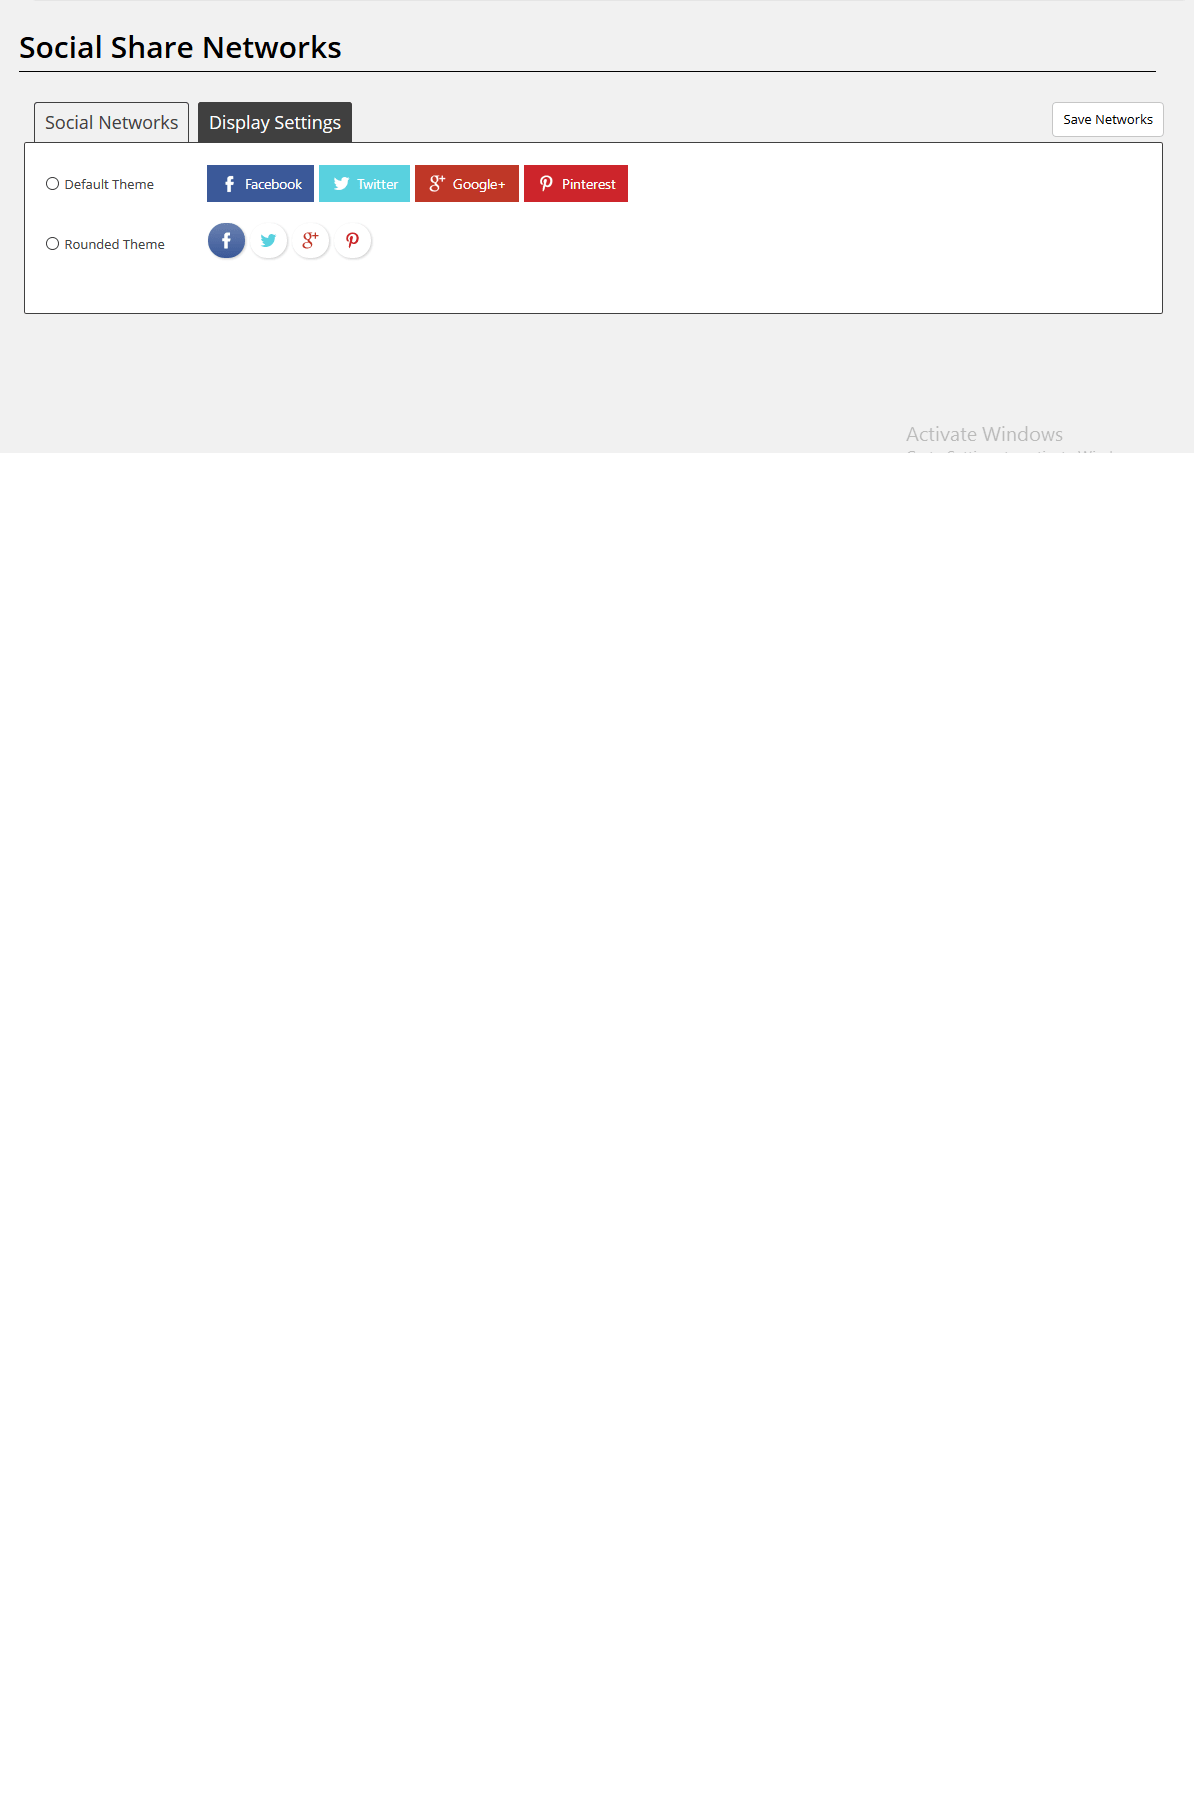 Social Share Networks
Social Networks Display Settings Save Networks
Default Theme Facebook Twitter Google+ Pinterest
Rounded Theme
Activate Windows